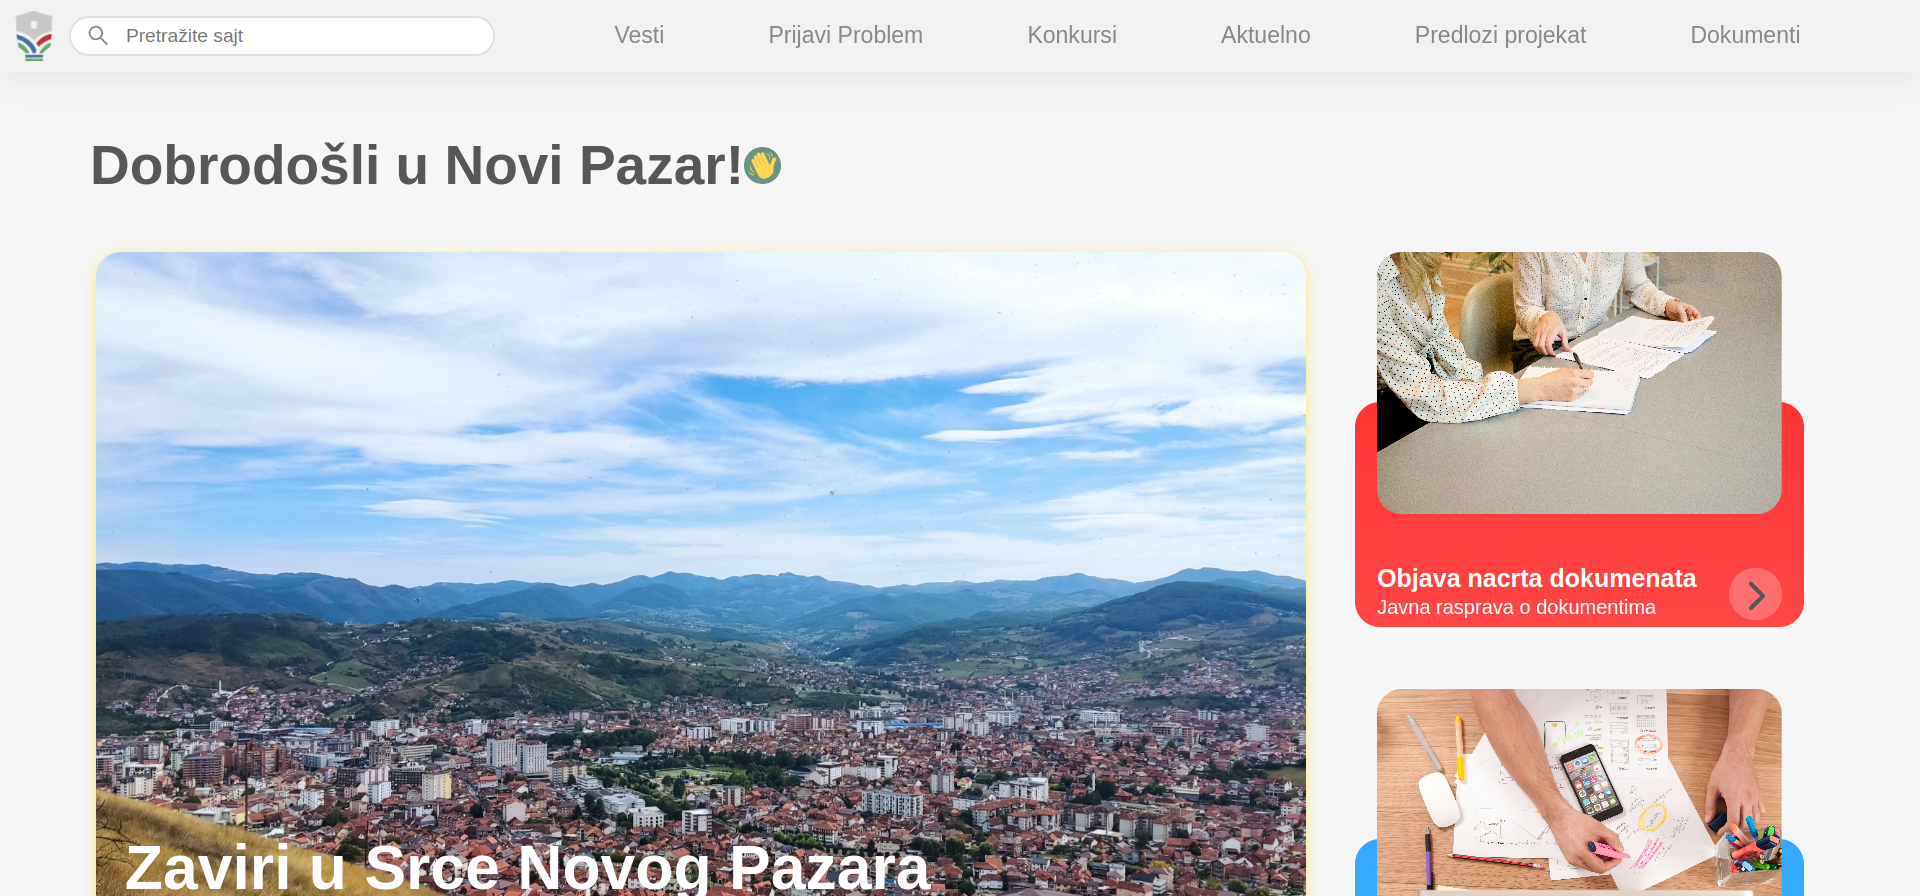 Pretražite sajt
Vesti
Prijavi Problem
Konkursi
Aktuelno
Predlozi projekat
Dokumenti
Dobrodošli u Novi Pazar!👋
Objava nacrta dokumenata
Javna rasprava o dokumentima
Zaviri u Srce Novog Pazara